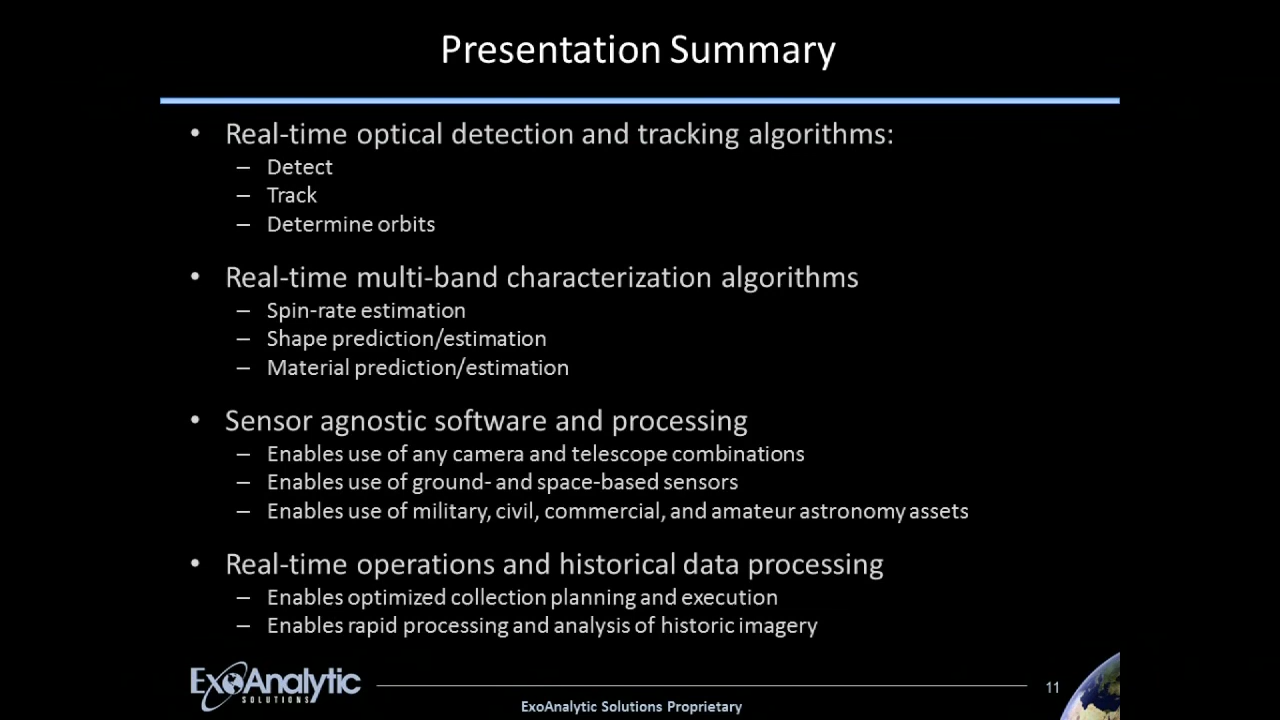 Presentation Summary
• Real-time optical detection and tracking algorithms:
– Detect
– Track
– Determine orbits
• Real-time multi-band characterization algorithms
– Spin-rate estimation
– Shape prediction/estimation
– Material prediction/estimation
• Sensor agnostic software and processing
– Enables use of any camera and telescope combinations
– Enables use of ground- and space-based sensors
– Enables use of military, civil, commercial, and amateur astronomy assets
• Real-time operations and historical data processing
– Enables optimized collection planning and execution
– Enables rapid processing and analysis of historic imagery
ExoAnalytic
SOLUTIONS
11
ExoAnalytic Solutions Proprietary